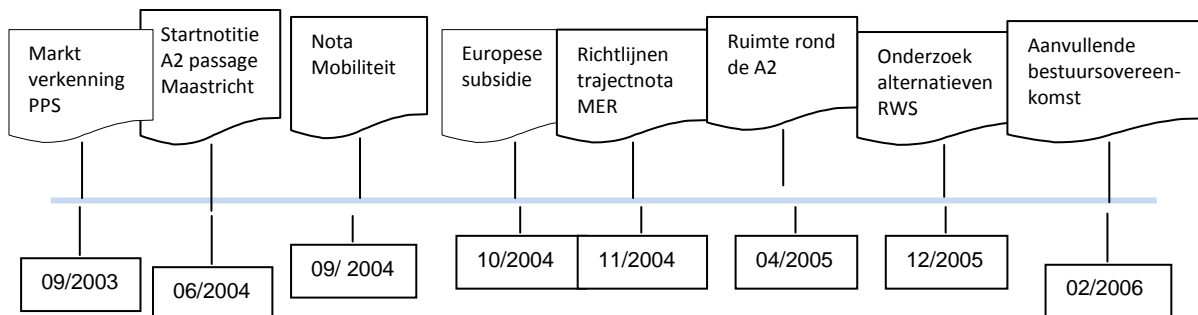 Markt
verkenning
PPS
Startnotitie
A2 passage
Maastricht
Nota
Mobiliteit
Europese
subsidie
Richtlijnen
trajectnota
MER
Ruimte rond
de A2
Onderzoek
alternatieven
RWS
Aanvullende
bestuursovereen-
komst
09/2003
06/2004
09/ 2004
10/2004
11/2004
04/2005
12/2005
02/2006